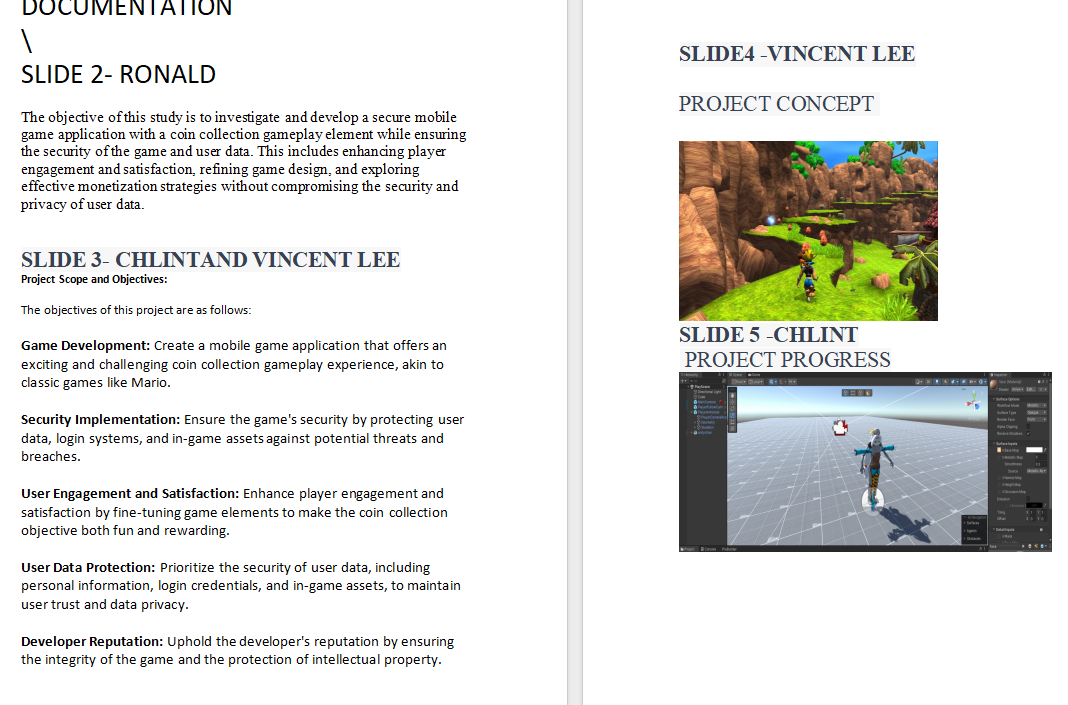 DOCUMENTATION
\
SLIDE 2- RONALD
The objective of this study is to investigate and develop a secure mobile
game application with a coin collection gameplay element while ensuring
the security of the game and user data. This includes enhancing player
engagement and satisfaction, refining game design, and exploring
effective monetization strategies without compromising the security and
privacy of user data.
SLIDE 3- CHLINTAND VINCENT LEE
Project Scope and Objectives:
The objectives of this project are as follows:
Game Development: Create a mobile game application that offers an
exciting and challenging coin collection gameplay experience, akin to
classic games like Mario.
Security Implementation: Ensure the game's security by protecting user
data, login systems, and in-game assets against potential threats and
breaches.
User Engagement and Satisfaction: Enhance player engagement and
satisfaction by fine-tuning game elements to make the coin collection
objective both fun and rewarding.
User Data Protection: Prioritize the security of user data, including
personal information, login credentials, and in-game assets, to maintain
user trust and data privacy.
Developer Reputation: Uphold the developer's reputation by ensuring
the integrity of the game and the protection of intellectual property.
SLIDE4 -VINCENT LEE
PROJECT CONCEPT
SLIDE 5 -CHLINT
PROJECT PROGRESS